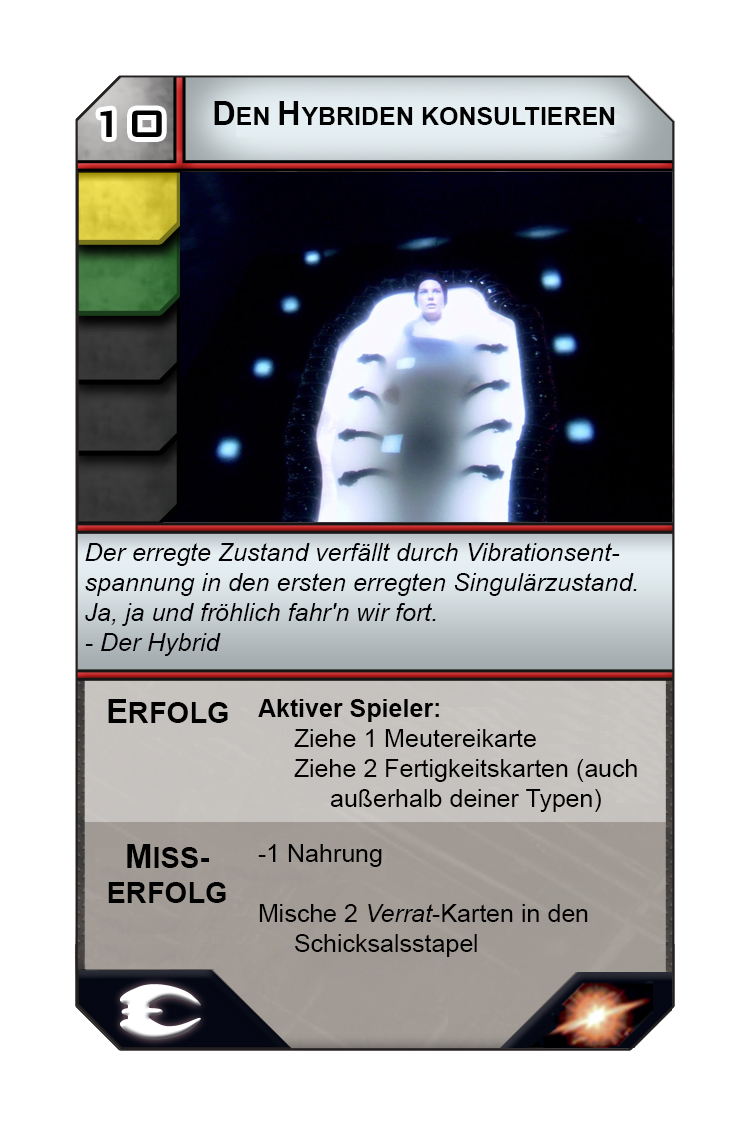 10
DEN HYBRIDEN KONSULTIEREN
Der erregte Zustand verfällt durch Vibrationsent-
spannung in den ersten erregten Singulärzustand.
Ja, ja und fröhlich fahr'n wir fort.
- Der Hybrid
ERFOLG
Aktiver Spieler:
Ziehe 1 Meutereikarte
Ziehe 2 Fertigkeitskarten (auch
außerhalb deiner Typen)
MISS-
ERFOLG
-1 Nahrung
Mische 2 Verrat-Karten in den
Schicksalsstapel